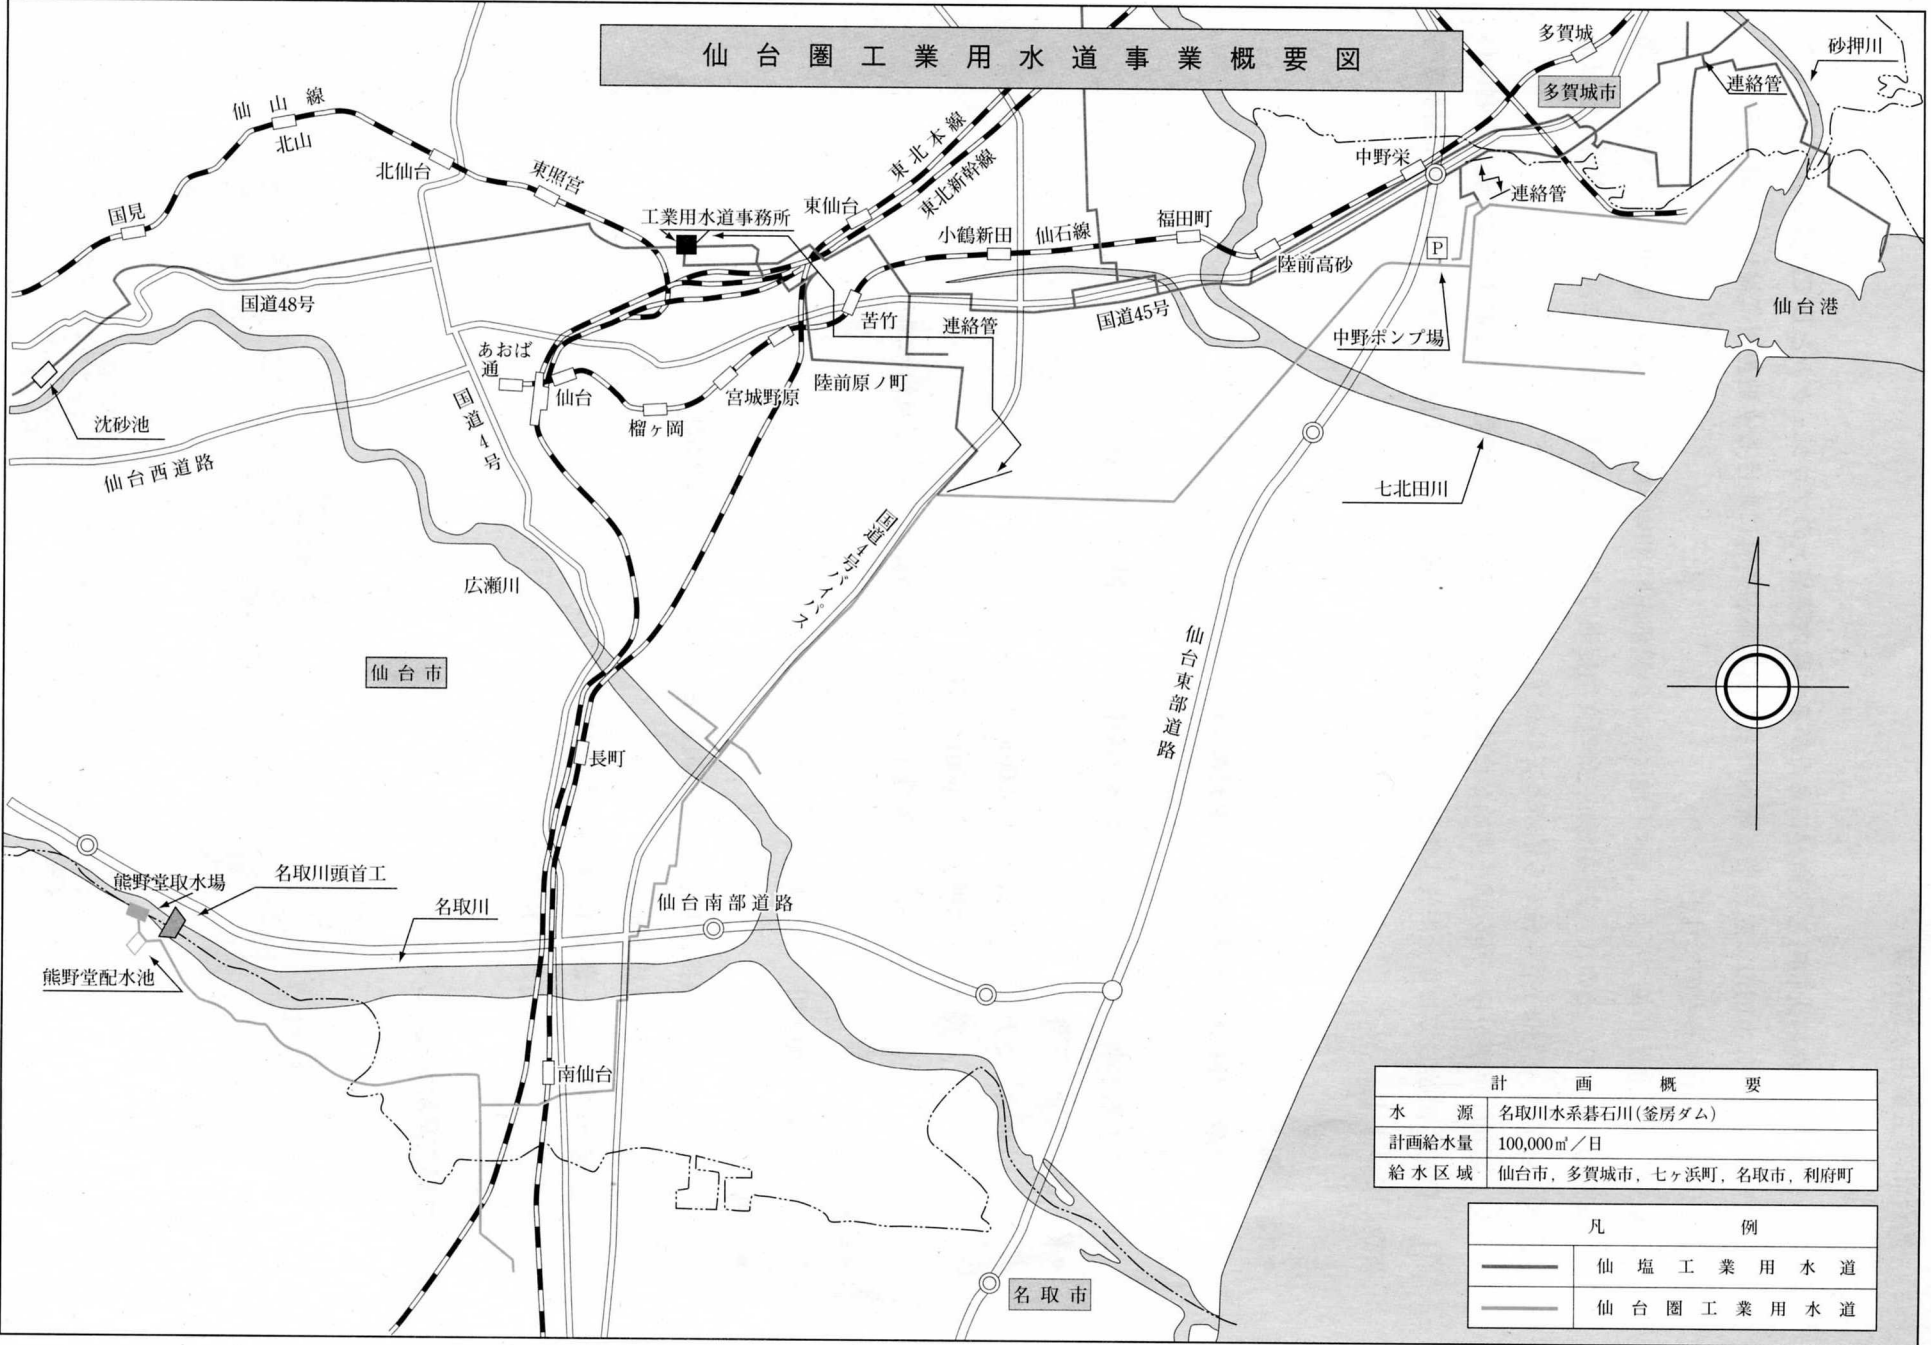 仙台圏工業用水道事業概要図
多賀城
砂押川
連絡管
多賀城市
仙山線
北山
北仙台
東照宮
東北本線
東北新幹線
中野栄
連絡管
国見
工業用水道事務所
東仙台
小鶴新田
仙石線
福田町
陸前高砂
P
国道48号
苦竹
連絡管
国道45号
中野ポンプ場
仙台港
あおば
通
仙台
榴ヶ岡
宮城野原
陸前原ノ町
国道4号
沈砂池
仙台西道路
七北田川
国道4号バイパス
広瀬川
仙台東部道路
仙台市
長町
熊野堂取水場
名取川頭首工
名取川
仙台南部道路
熊野堂配水池
南仙台
名取市
計画概要
水源 名取川水系碁石川(釜房ダム)
計画給水量 100,000㎥／日
給水区域 仙台市，多賀城市，七ヶ浜町，名取市，利府町
凡例
仙塩工業用水道
仙台圏工業用水道